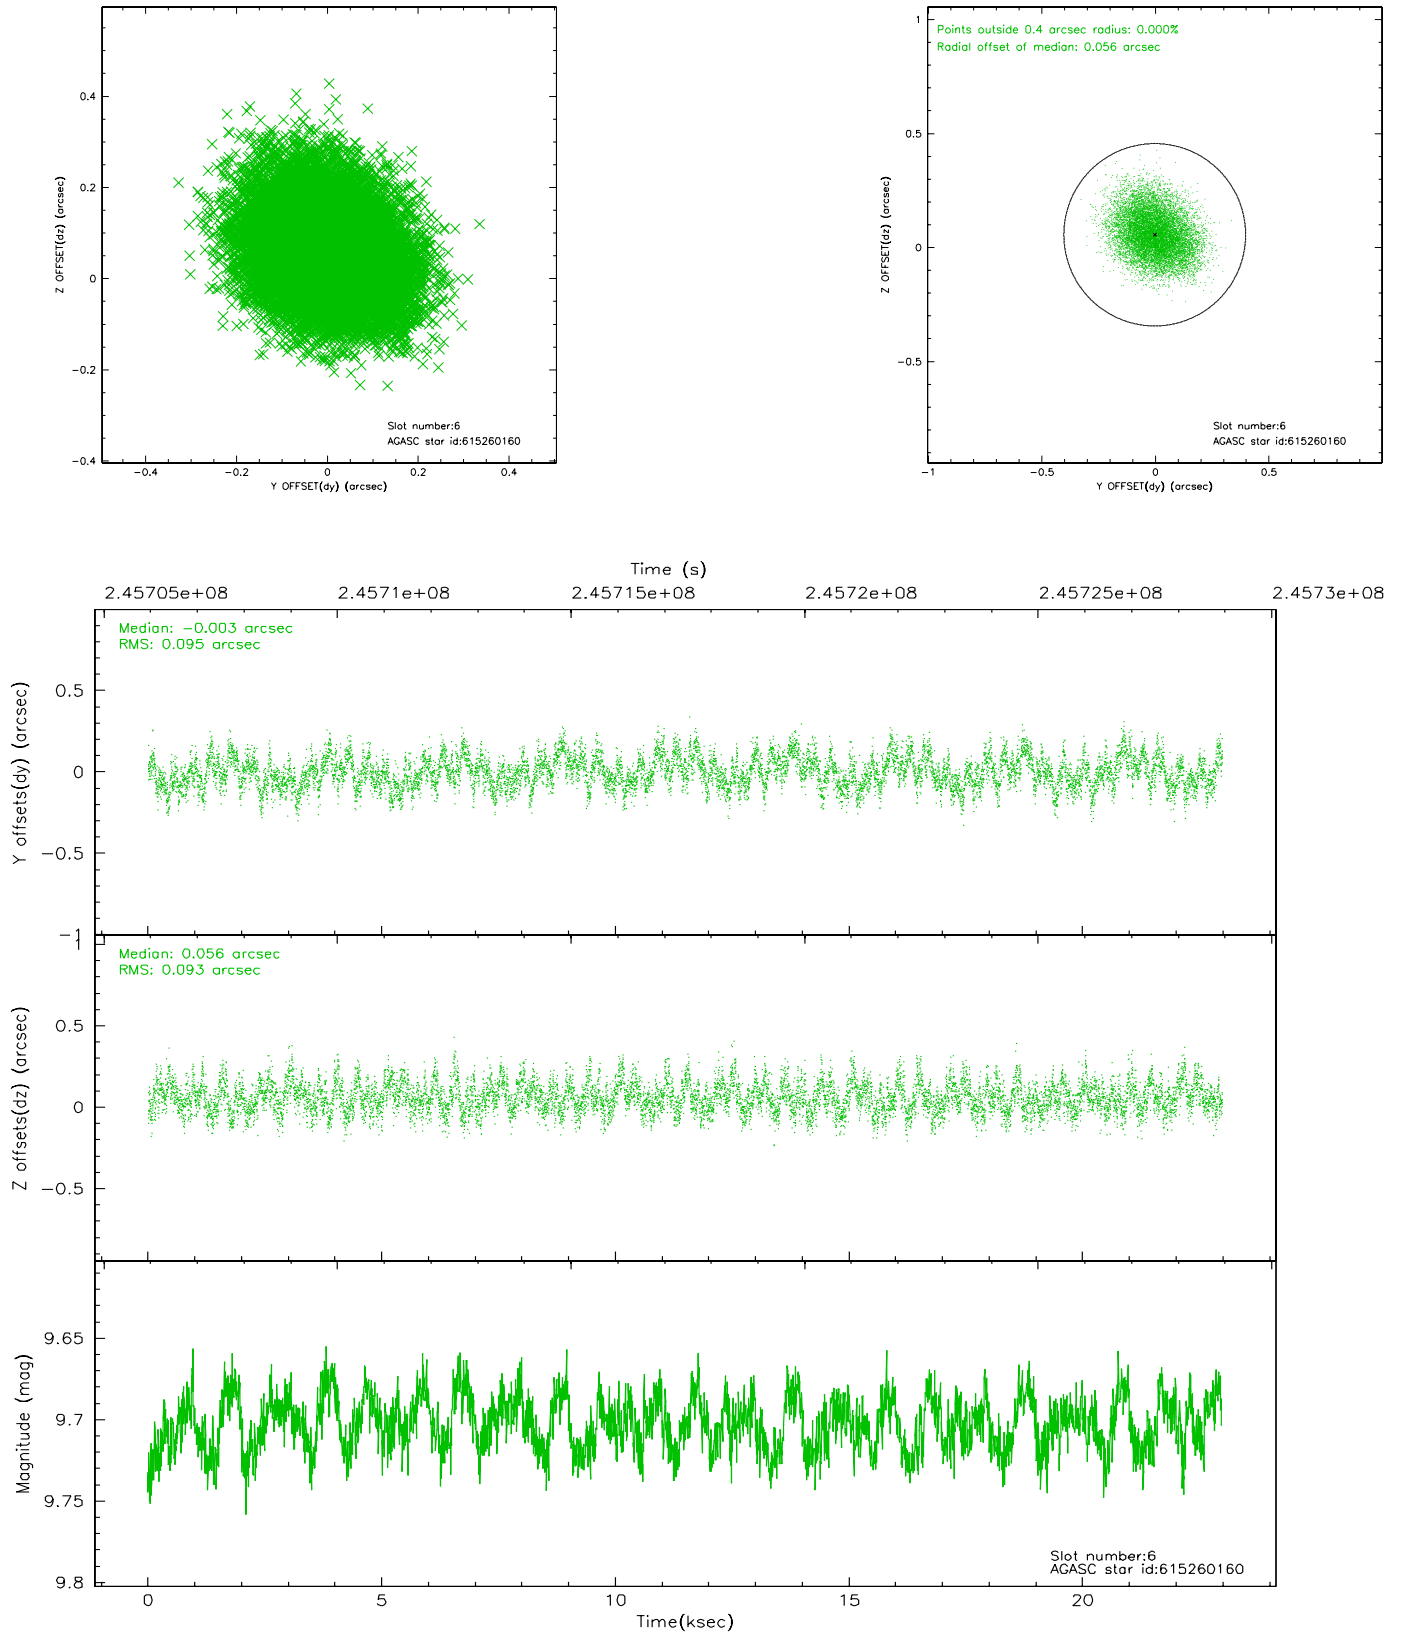 0.4
0.2
0
-0.2
-0.4
Z OFFSET(dz) (arcsec)
-0.4 -0.2 0 0.2 0.4
Y OFFSET(dy) (arcsec)
Slot number:6
AGASC star id:615260160
Points outside 0.4 arcsec radius: 0.000%
Radial offset of median: 0.056 arcsec
1
0.5
0
-0.5
Z OFFSET(dz) (arcsec)
-1 -0.5 0 0.5
Y OFFSET(dy) (arcsec)
Slot number:6
AGASC star id:615260160
Time (s)
2.45705e+08 2.4571e+08 2.45715e+08 2.4572e+08 2.45725e+08 2.4573e+08
Median: -0.003 arcsec
RMS: 0.095 arcsec
0.5
0
-0.5
-1
Y offsets(dy) (arcsec)
Median: 0.056 arcsec
RMS: 0.093 arcsec
1
0.5
0
-0.5
Z offsets(dz) (arcsec)
9.65
9.7
9.75
9.8
Magnitude (mag)
Slot number:6
AGASC star id:615260160
0 5 10 15 20
Time(ksec)